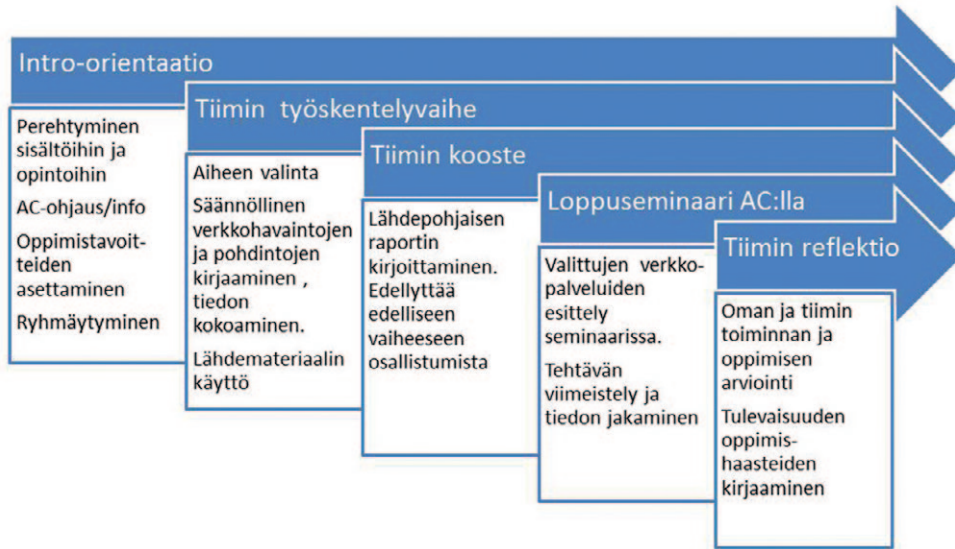 Intro-orientaatio
Perehtyminen
sisältöihin ja
opintoihin
AC-ohjaus/info
Oppimistavoit-
teiden
asettaminen
Ryhmäytyminen
Tiimin työskentelyvaihe
Aiheen valinta
Säännöllinen
verkkohavaintojen
ja pohdintojen
kirjaaminen ,
tiedon
kokoaminen.
Lähdemateriaalin
käyttö
Tiimin kooste
Lähdepohjaisen
raportin
kirjoittaminen.
Edellyttää
edelliseen
vaiheeseen
osallistumista
Loppuseminaari AC:lla
Valittujen verkko-
palveluiden
esittely
seminaarissa.
Tehtävän
viimeistely ja
tiedon jakaminen
Tiimin reflektio
Oman ja tiimin
toiminnan ja
oppimisen
arviointi
Tulevaisuuden
oppimis-
haasteiden
kirjaaminen